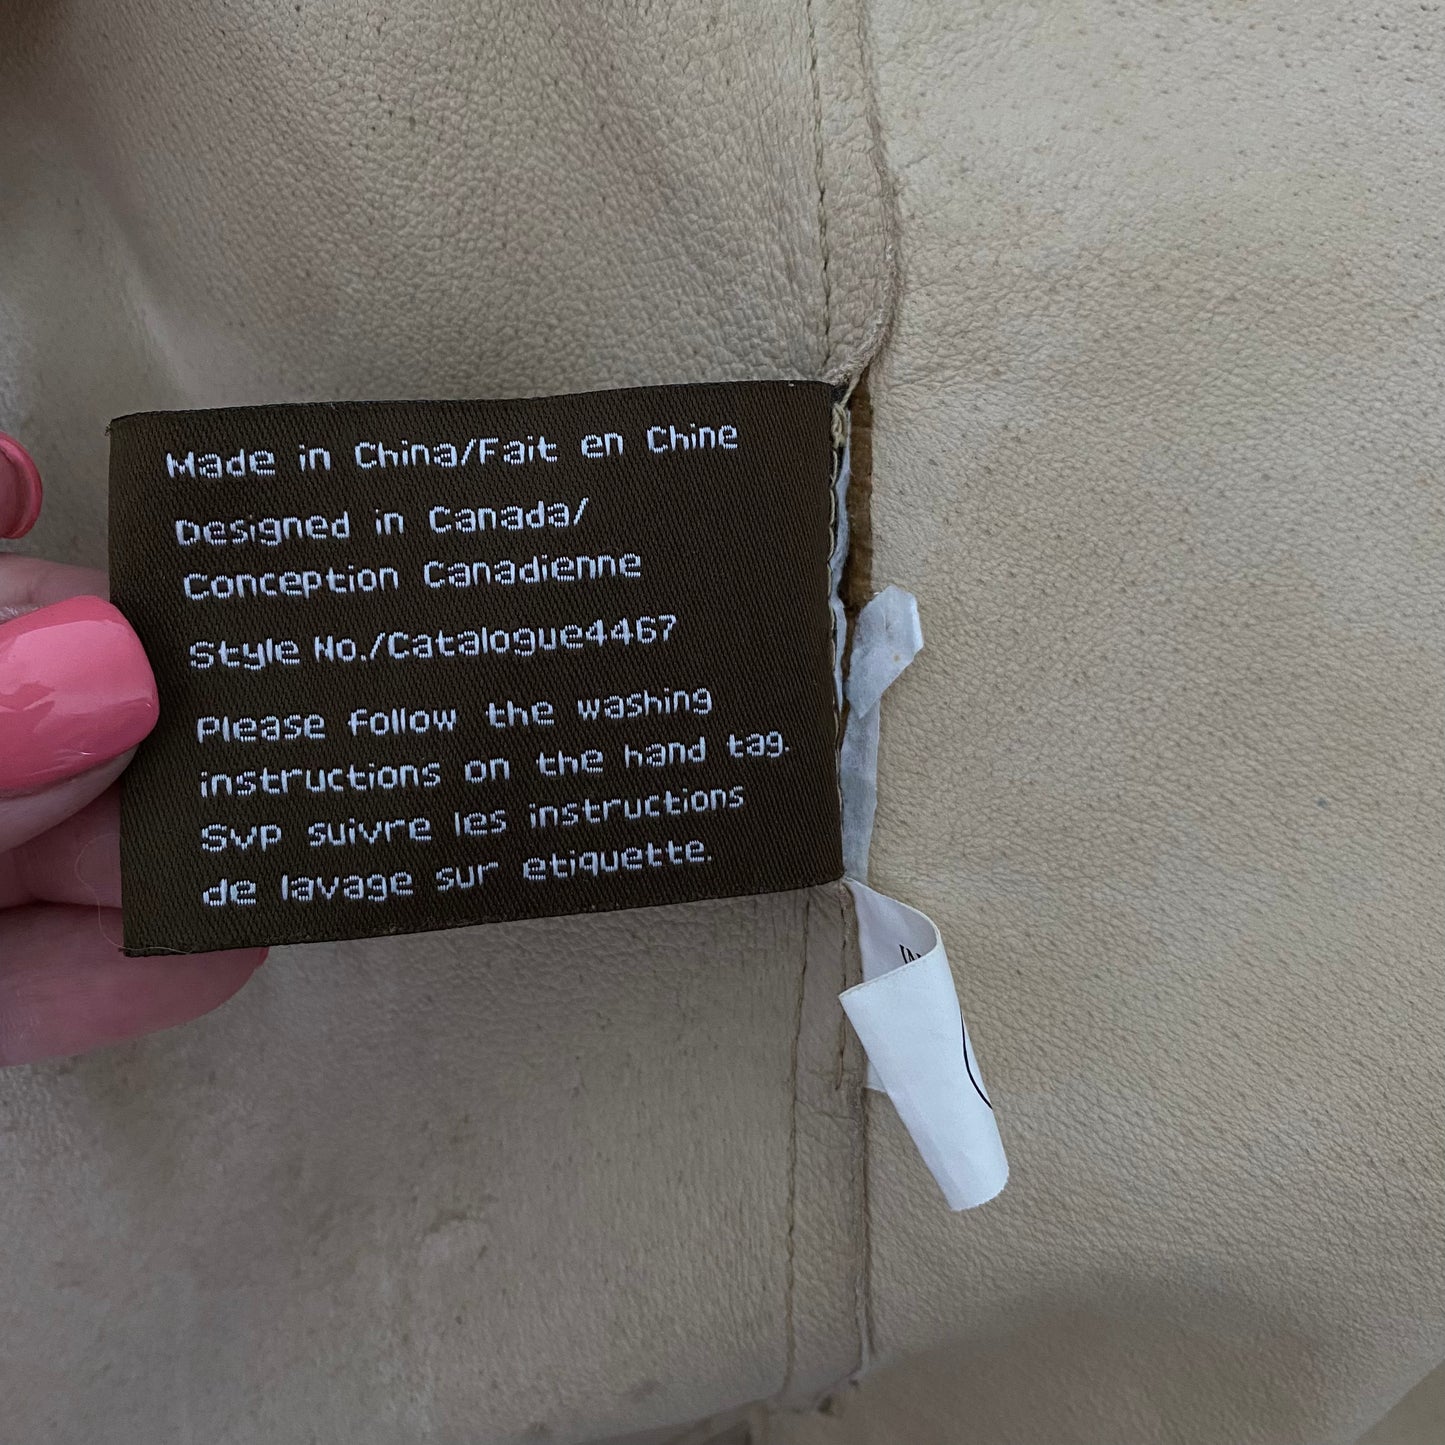 Made in China/Fait en Chine
Designed in Canada/
Conception Canadienne
Style No./Catalogue4467
Please follow the washing
instructions on the hand tag.
Svp suivre les instructions
de lavage sur etiquette.